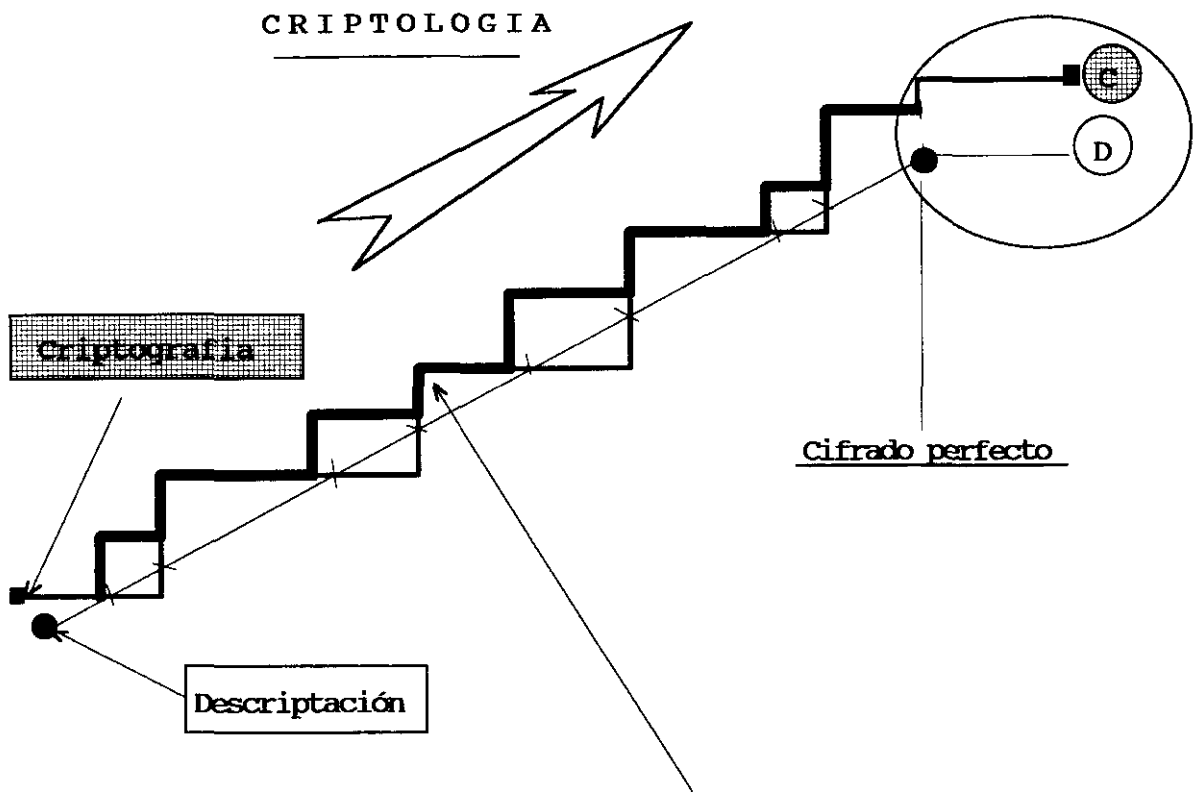 CRIPTOLOGIA
C
D
Criptografia
Cifrado perfecto
Descriptación